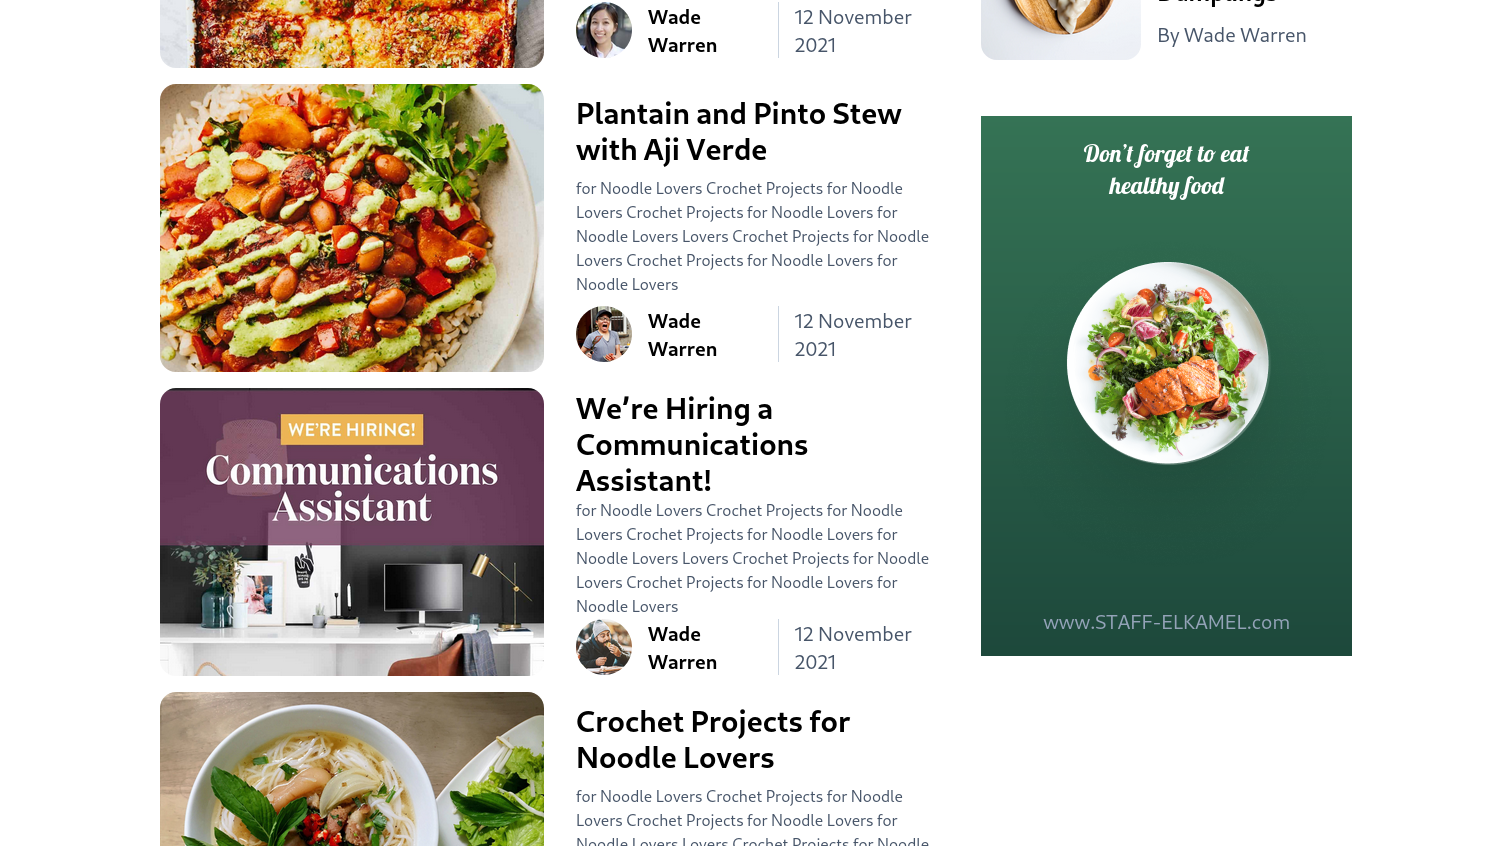 Wade
Warren
12 November
2021
By Wade Warren
Plantain and Pinto Stew
with Aji Verde
for Noodle Lovers Crochet Projects for Noodle
Lovers Crochet Projects for Noodle Lovers for
Noodle Lovers Lovers Crochet Projects for Noodle
Lovers Crochet Projects for Noodle Lovers for
Noodle Lovers
Wade
Warren
12 November
2021
WE'RE HIRING!
Communications
Assistant
We’re Hiring a
Communications
Assistant!
for Noodle Lovers Crochet Projects for Noodle
Lovers Crochet Projects for Noodle Lovers for
Noodle Lovers Lovers Crochet Projects for Noodle
Lovers Crochet Projects for Noodle Lovers for
Noodle Lovers
Wade
Warren
12 November
2021
Crochet Projects for
Noodle Lovers
for Noodle Lovers Crochet Projects for Noodle
Lovers Crochet Projects for Noodle Lovers for
Noodle Lovers Lovers Crochet Projects for Noodle
Don’t forget to eat
healthy food
www.STAFF-ELKAMEL.com